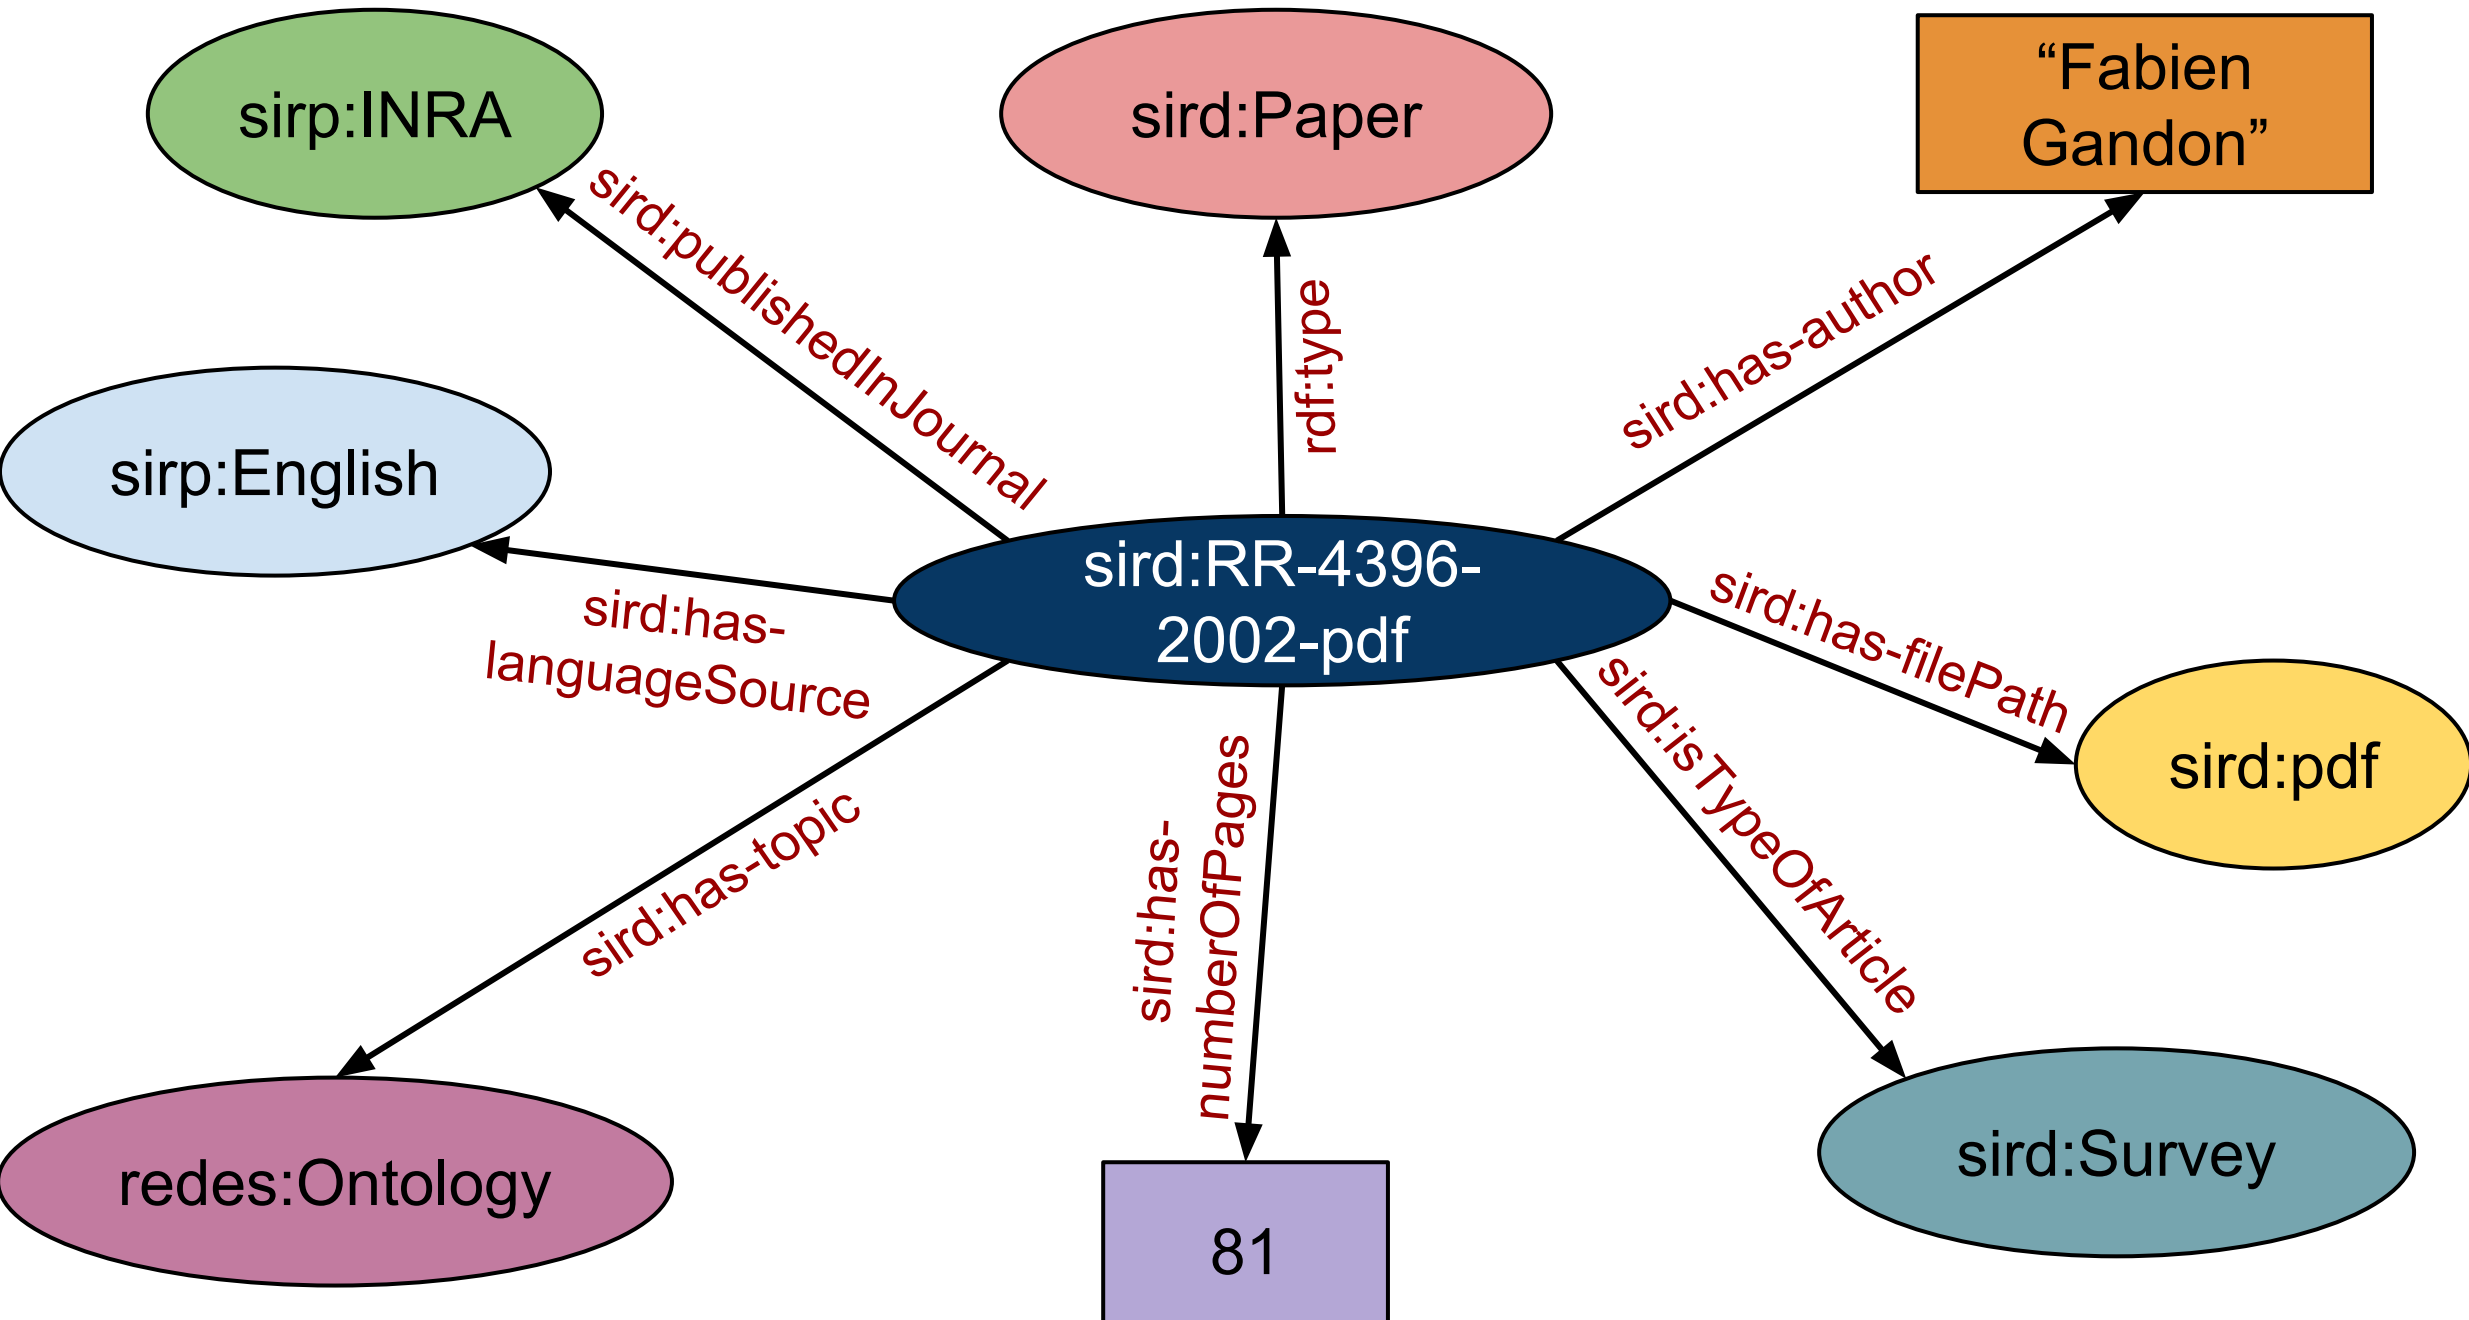 sirp:INRA
sird:Paper
“Fabien
Gandon”
sird:publishedInJournal
rdf:type
sird:has-author
sirp:English
sird:RR-4396-
2002-pdf
sird:has-
languageSource
sird:has-filePath
sird:pdf
sird:has-topic
sird:has-
numberOfPages
sird:isTypeOfArticle
redes:Ontology
81
sird:Survey